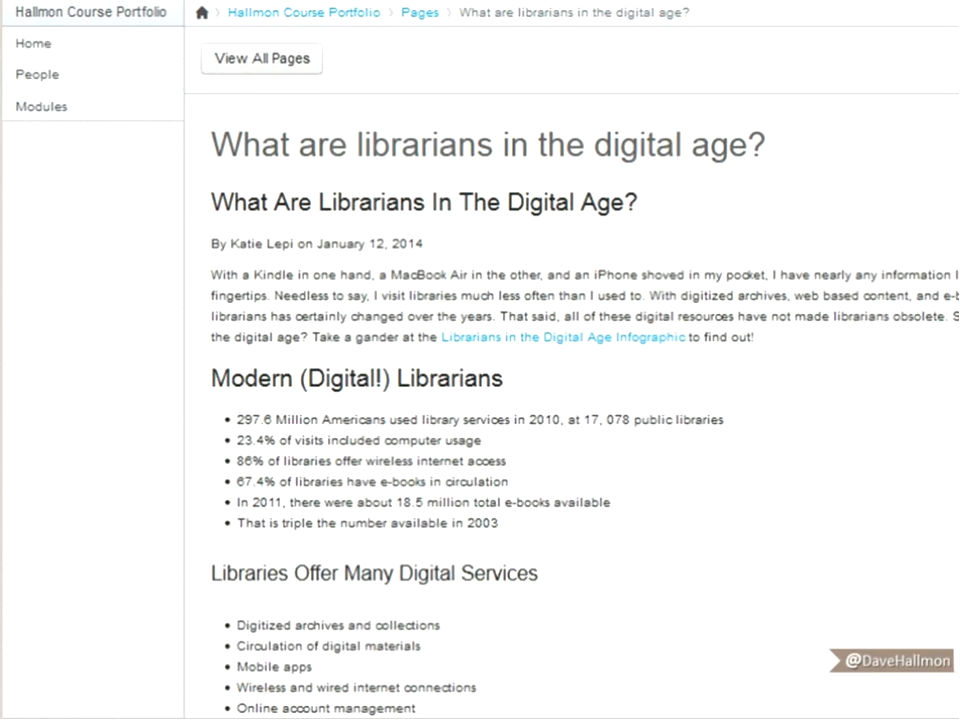 Hallmon Course Portfolio
Hallmon Course Portfolio > Pages > What are librarians in the digital age?
Home
People
Modules
View All Pages
What are librarians in the digital age?
What Are Librarians In The Digital Age?
By Katie Lepi on January 12, 2014
With a Kindle in one hand, a MacBook Air in the other, and an iPhone shoved in my pocket, I have nearly any information
fingertips. Needless to say, I visit libraries much less often than I used to. With digitized archives, web based content, and
librarians has certainly changed over the years. That said, all of these digital resources have not made librarians obsolete.
the digital age? Take a gander at the Librarians in the Digital Age Infographic to find out!
Modern (Digital!) Librarians
• 297.6 Million Americans used library services in 2010, at 17, 078 public libraries
• 23.4% of visits included computer usage
• 86% of libraries offer wireless internet access
• 67.4% of libraries have e-books in circulation
• In 2011, there were about 18.5 million total e-books available
• That is triple the number available in 2003
Libraries Offer Many Digital Services
• Digitized archives and collections
• Circulation of digital materials
• Mobile apps
• Wireless and wired internet connections
• Online account management
@DaveHallmon